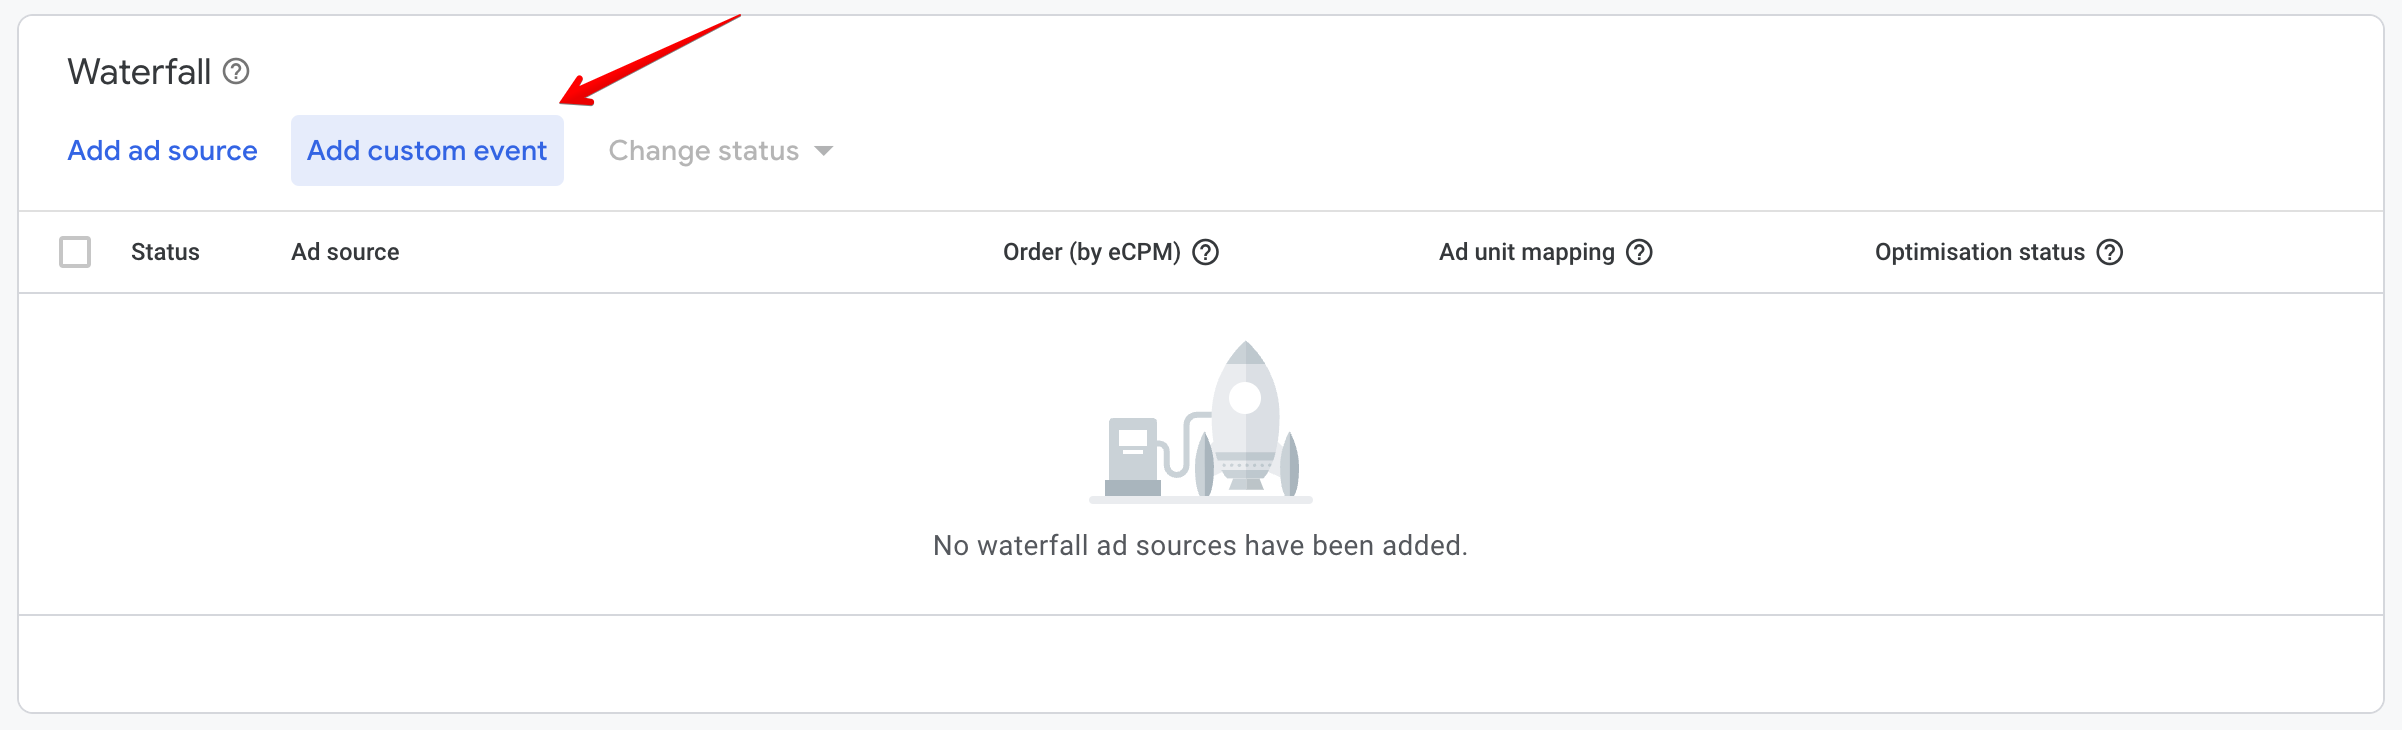 Waterfall
Add ad source Add custom event Change status
Status Ad source Order (by eCPM) Ad unit mapping Optimisation status
No waterfall ad sources have been added.